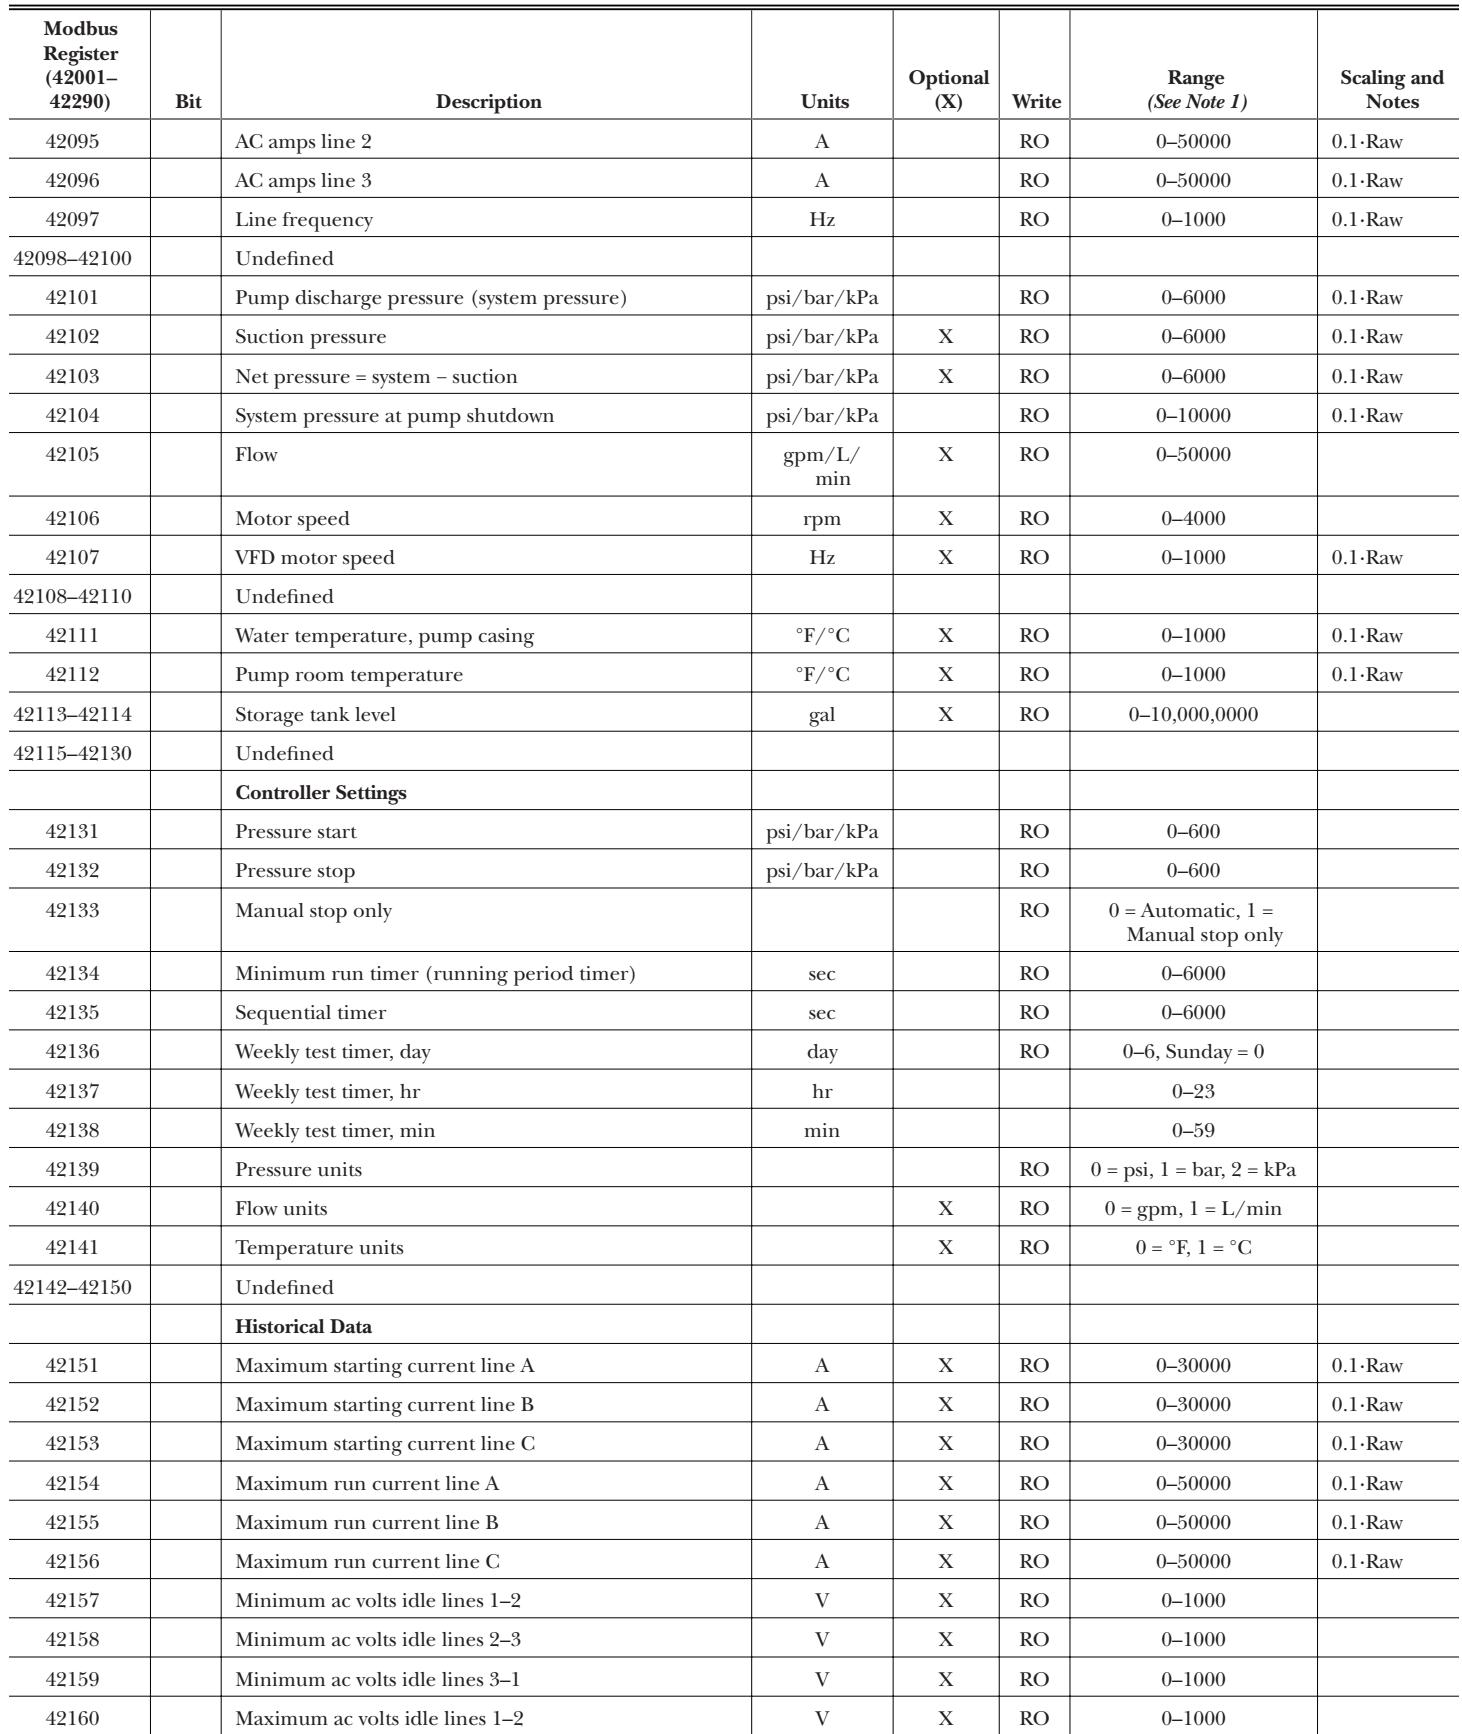 Modbus Register (42001–42290) Bit Description Units Optional (X) Write Range (See Note 1) Scaling and Notes
42095 AC amps line 2 A RO 0–50000 0.1·Raw
42096 AC amps line 3 A RO 0–50000 0.1·Raw
42097 Line frequency Hz RO 0–1000 0.1·Raw
42098–42100 Undefined
42101 Pump discharge pressure (system pressure) psi/bar/kPa RO 0–6000 0.1·Raw
42102 Suction pressure psi/bar/kPa X RO 0–6000 0.1·Raw
42103 Net pressure = system − suction psi/bar/kPa X RO 0–6000 0.1·Raw
42104 System pressure at pump shutdown psi/bar/kPa RO 0–10000 0.1·Raw
42105 Flow gpm/L/min X RO 0–50000
42106 Motor speed rpm X RO 0–4000
42107 VFD motor speed Hz X RO 0–1000 0.1·Raw
42108–42110 Undefined
42111 Water temperature, pump casing °F/°C X RO 0–1000 0.1·Raw
42112 Pump room temperature °F/°C X RO 0–1000 0.1·Raw
42113–42114 Storage tank level gal X RO 0–10,000,0000
42115–42130 Undefined
Controller Settings
42131 Pressure start psi/bar/kPa RO 0–600
42132 Pressure stop psi/bar/kPa RO 0–600
42133 Manual stop only RO 0 = Automatic, 1 = Manual stop only
42134 Minimum run timer (running period timer) sec RO 0–6000
42135 Sequential timer sec RO 0–6000
42136 Weekly test timer, day day RO 0–6, Sunday = 0
42137 Weekly test timer, hr hr 0–23
42138 Weekly test timer, min min 0–59
42139 Pressure units RO 0 = psi, 1 = bar, 2 = kPa
42140 Flow units X RO 0 = gpm, 1 = L/min
42141 Temperature units X RO 0 = °F, 1 = °C
42142–42150 Undefined
Historical Data
42151 Maximum starting current line A A X RO 0–30000 0.1·Raw
42152 Maximum starting current line B A X RO 0–30000 0.1·Raw
42153 Maximum starting current line C A X RO 0–30000 0.1·Raw
42154 Maximum run current line A A X RO 0–50000 0.1·Raw
42155 Maximum run current line B A X RO 0–50000 0.1·Raw
42156 Maximum run current line C A X RO 0–50000 0.1·Raw
42157 Minimum ac volts idle lines 1–2 V X RO 0–1000
42158 Minimum ac volts idle lines 2–3 V X RO 0–1000
42159 Minimum ac volts idle lines 3–1 V X RO 0–1000
42160 Maximum ac volts idle lines 1–2 V X RO 0–1000